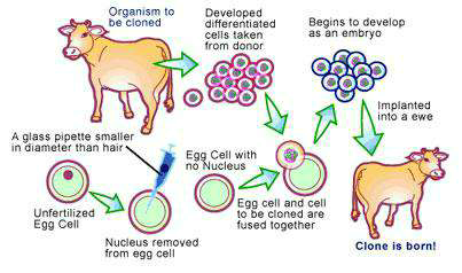 Organism to
be cloned
Developed
differentiated
cells taken
from donor
Begins to develop
as an embryo
Implanted
into a ewe
A glass pipette smaller
in diameter than hair
Egg Cell with
no Nucleus
Unfertilized
Egg Cell
Nucleus removed
from egg cell
Egg cell and cell
to be cloned are
fused together
Clone is born!